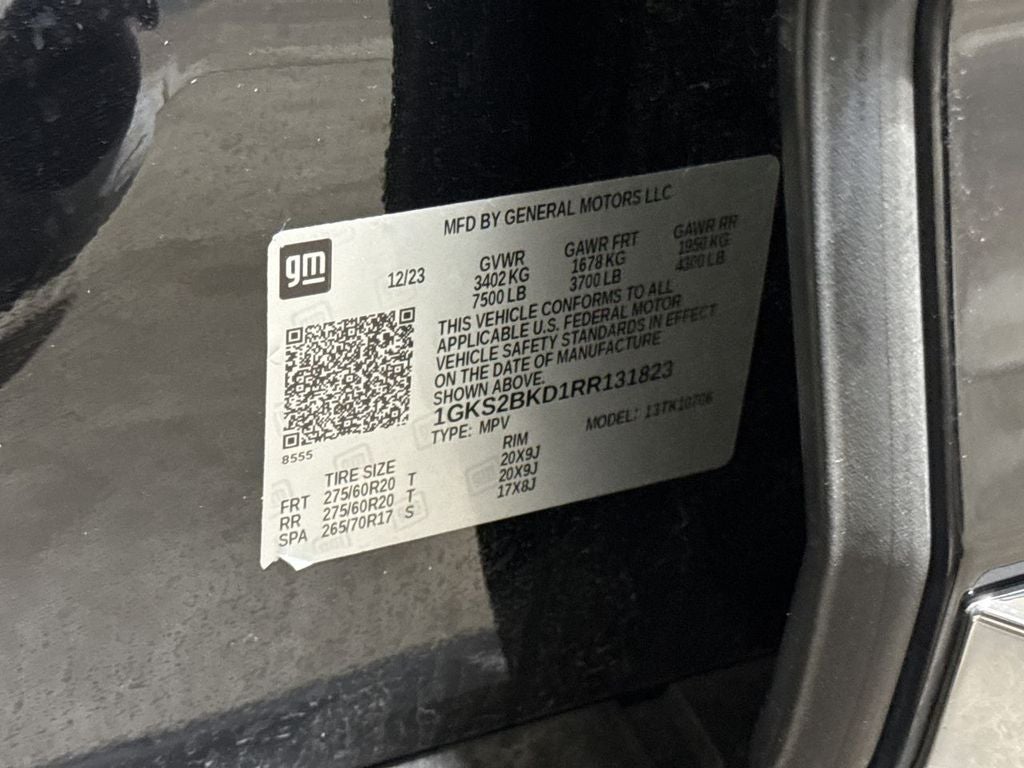 MFD BY GENERAL MOTORS LLC
gm
12/23
GVWR GAWR FRT GAWR RR
3402 KG 1678 KG 1950 KG
7500 LB 3700 LB 4300 LB
THIS VEHICLE CONFORMS TO ALL
APPLICABLE U.S. FEDERAL MOTOR
VEHICLE SAFETY STANDARDS IN EFFECT
ON THE DATE OF MANUFACTURE
SHOWN ABOVE.
1GKS2BKD1RR131823
TYPE: MPV MODEL: 13TK10706
8555
TIRE SIZE RIM
FRT 275/60R20 T 20X9J
RR 275/60R20 T 20X9J
SPA 265/70R17 S 17X8J